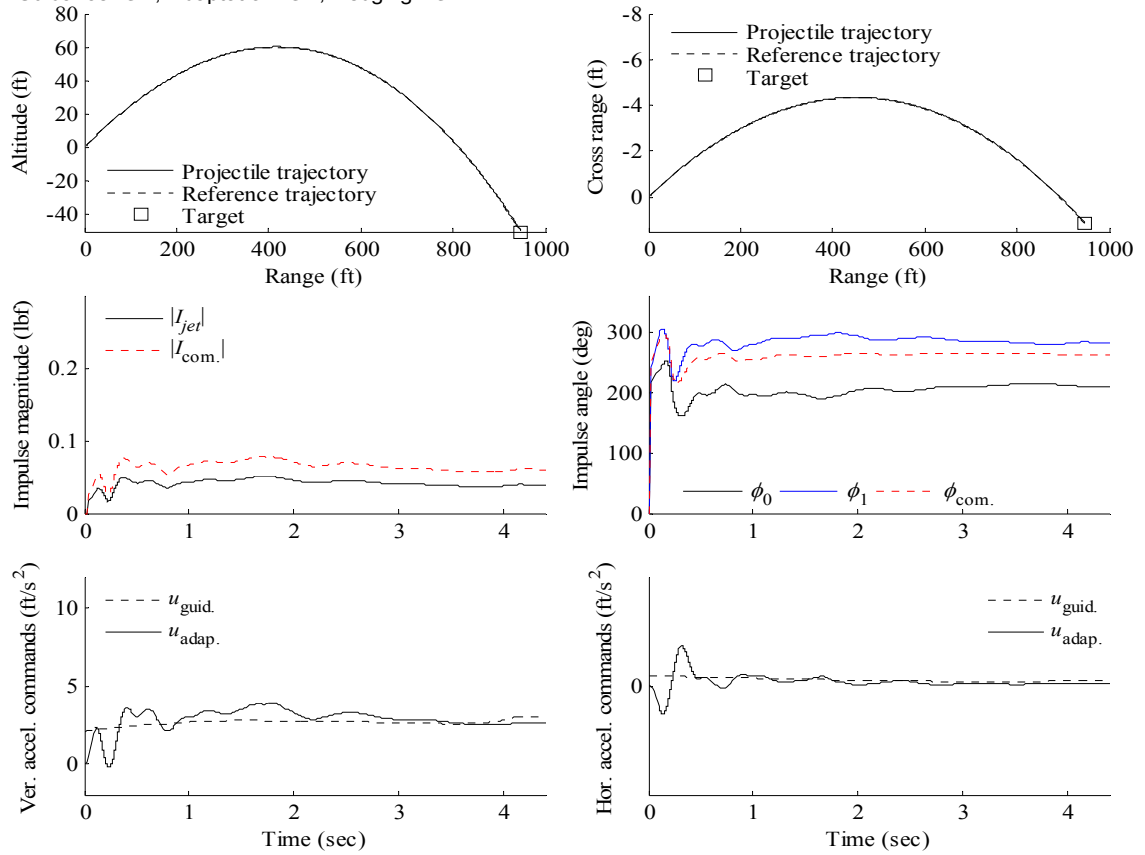 60
40
20
0
-20
-40
Altitude (ft)
Projectile trajectory
Reference trajectory
Target
0 200 400 600 800 1000
Range (ft)
-8
-6
-4
-2
0
Cross range (ft)
Projectile trajectory
Reference trajectory
Target
0 200 400 600 800 1000
Range (ft)
0.2
0.1
0
Impulse magnitude (lbf)
|I_jet|
|I_com.|
0 1 2 3 4
300
200
100
0
Impulse angle (deg)
ϕ_0 ϕ_1 ϕ_com.
0 1 2 3 4
10
5
0
Ver. accel. commands (ft/s²)
u_guid.
u_adap.
0 1 2 3 4
Time (sec)
0
Hor. accel. commands (ft/s²)
u_guid.
u_adap.
0 1 2 3 4
Time (sec)